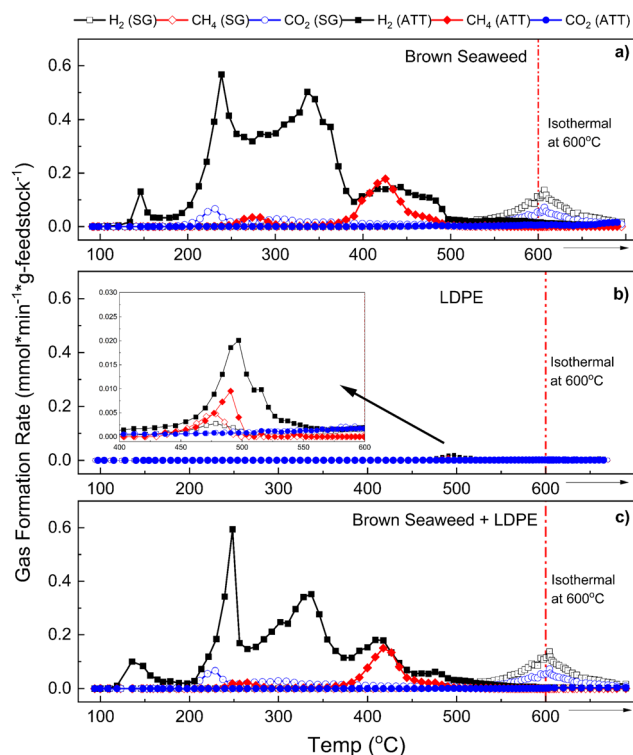 H₂ (SG) CH₄ (SG) CO₂ (SG) H₂ (ATT) CH₄ (ATT) CO₂ (ATT)
Gas Formation Rate (mmol*min⁻¹*g-feedstock⁻¹)
Brown Seaweed a)
0.6
0.4
0.2
0.0
Isothermal
at 600°C
100 200 300 400 500 600
LDPE b)
0.6
0.4
0.2
0.0
0.030
0.025
0.020
0.015
0.010
0.005
0.000
400 450 500 550 600
Isothermal
at 600°C
100 200 300 400 500 600
Brown Seaweed + LDPE c)
0.6
0.4
0.2
0.0
Isothermal
at 600°C
100 200 300 400 500 600
Temp (°C)